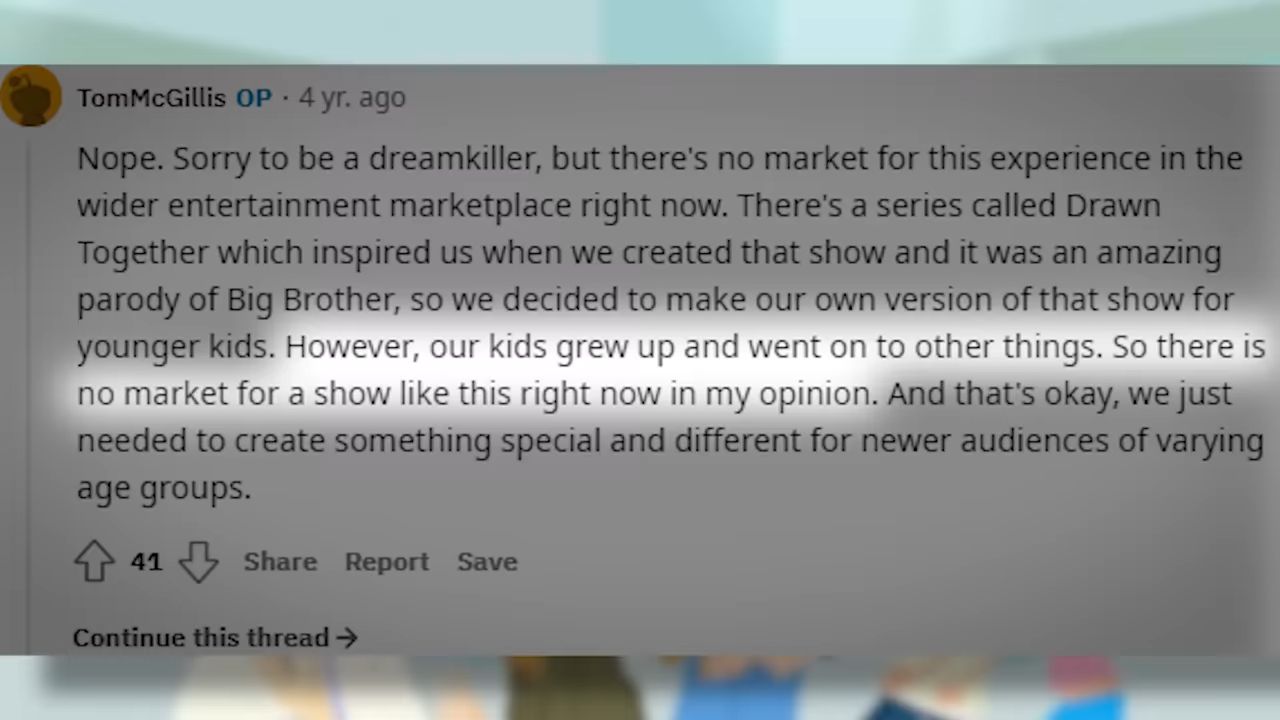 TomMcGillis OP · 4 yr. ago
Nope. Sorry to be a dreamkiller, but there's no market for this experience in the
wider entertainment marketplace right now. There's a series called Drawn
Together which inspired us when we created that show and it was an amazing
parody of Big Brother, so we decided to make our own version of that show for
younger kids. However, our kids grew up and went on to other things. So there is
no market for a show like this right now in my opinion. And that's okay, we just
needed to create something special and different for newer audiences of varying
age groups.
41 Share Report Save
Continue this thread →